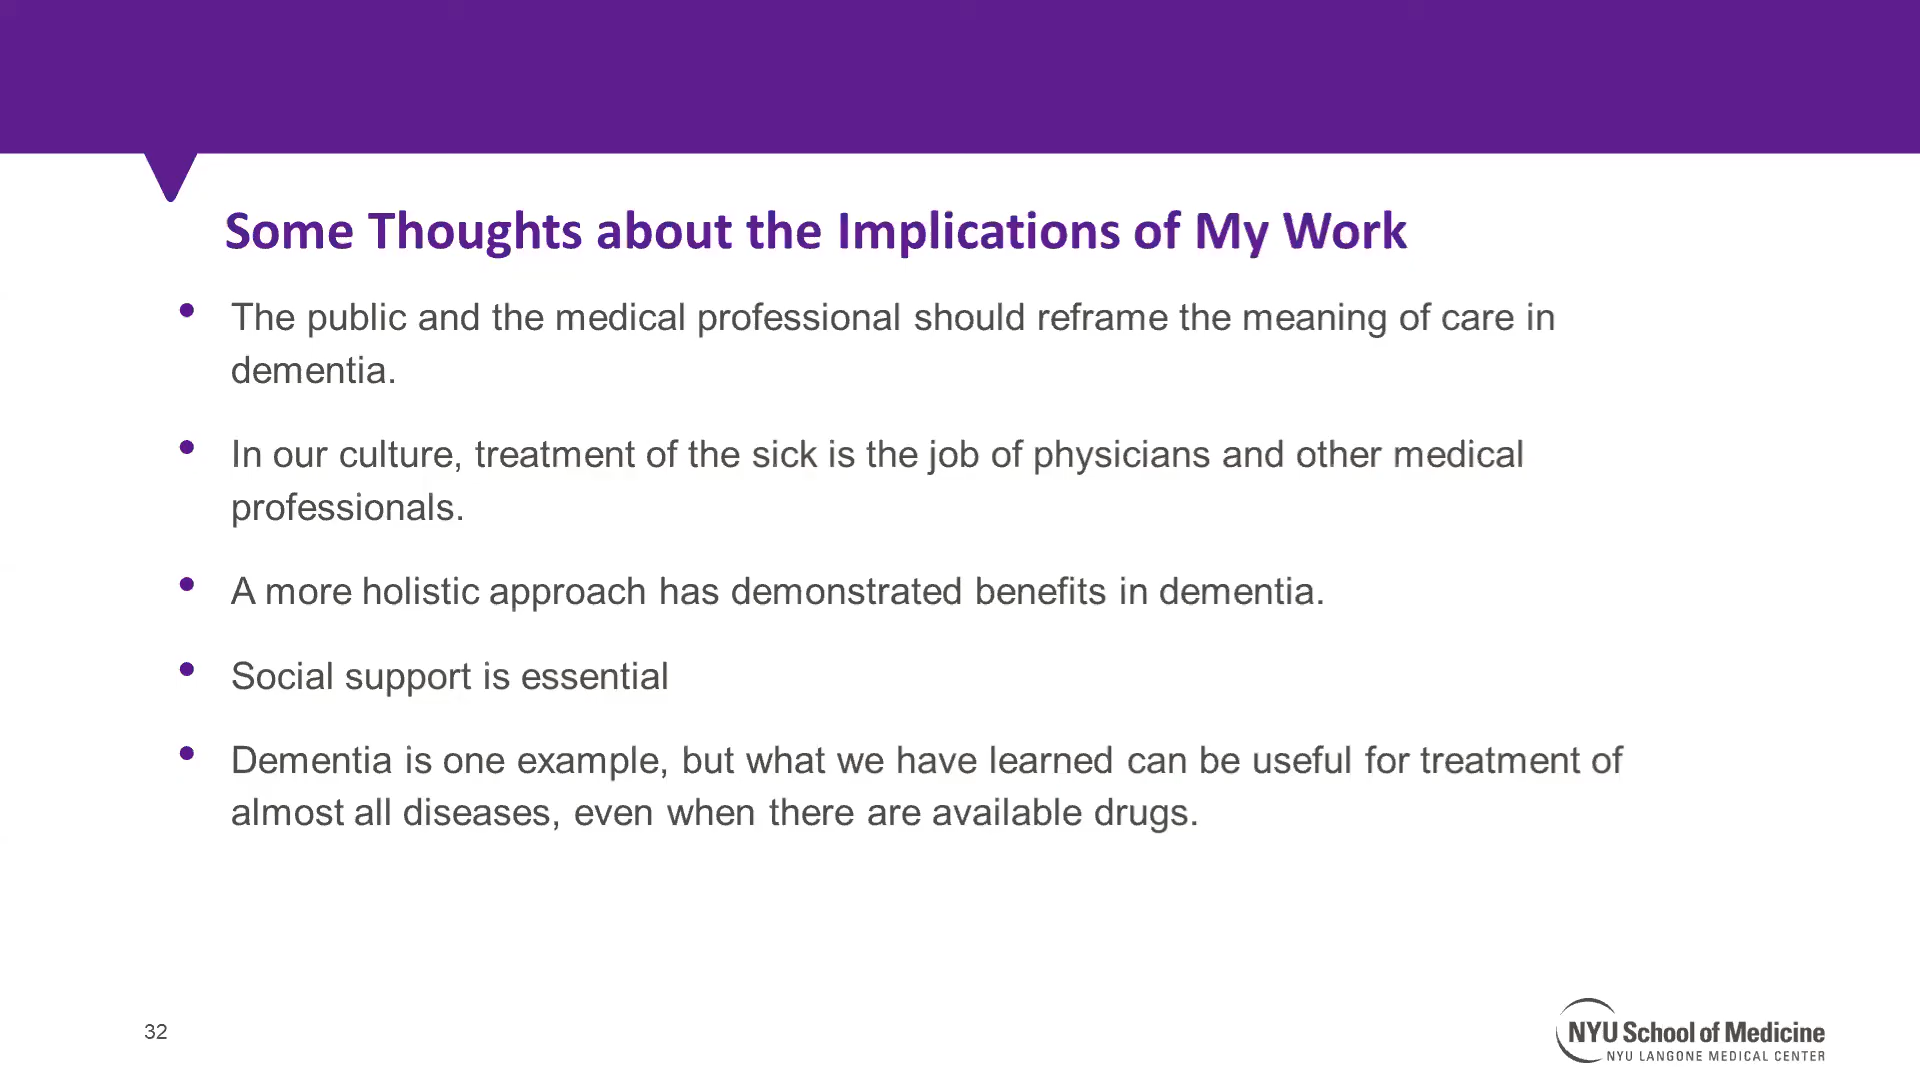 Some Thoughts about the Implications of My Work
• The public and the medical professional should reframe the meaning of care in
dementia.
• In our culture, treatment of the sick is the job of physicians and other medical
professionals.
• A more holistic approach has demonstrated benefits in dementia.
• Social support is essential
• Dementia is one example, but what we have learned can be useful for treatment of
almost all diseases, even when there are available drugs.
32
NYU School of Medicine
NYU LANGONE MEDICAL CENTER